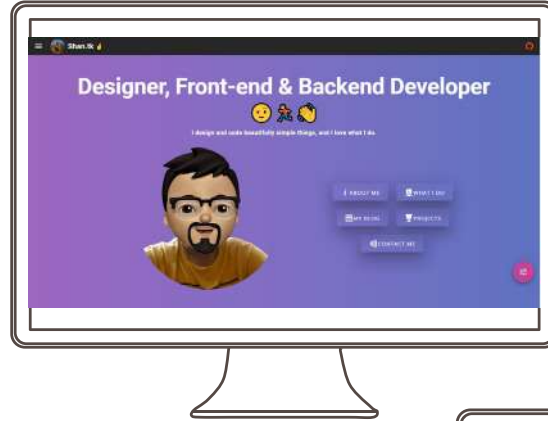 Shan.tk
Designer, Front-end & Backend Developer
I design and code beautifully simple things, and I love what I do.
ABOUT ME
WHAT I DO
MY BLOG
PROJECTS
CONTACT ME